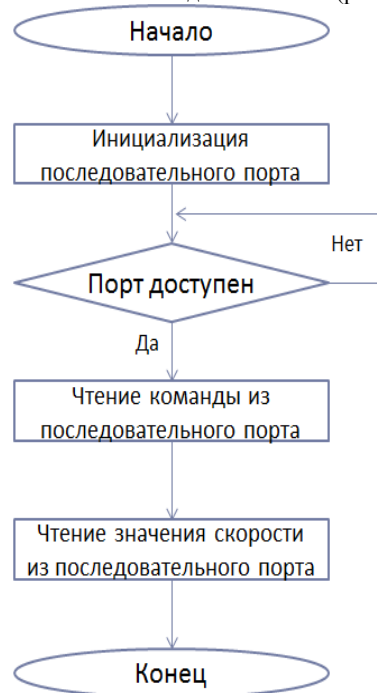 Начало
Инициализация
последовательного порта
Нет
Порт доступен
Да
Чтение команды из
последовательного порта
Чтение значения скорости
из последовательного порта
Конец